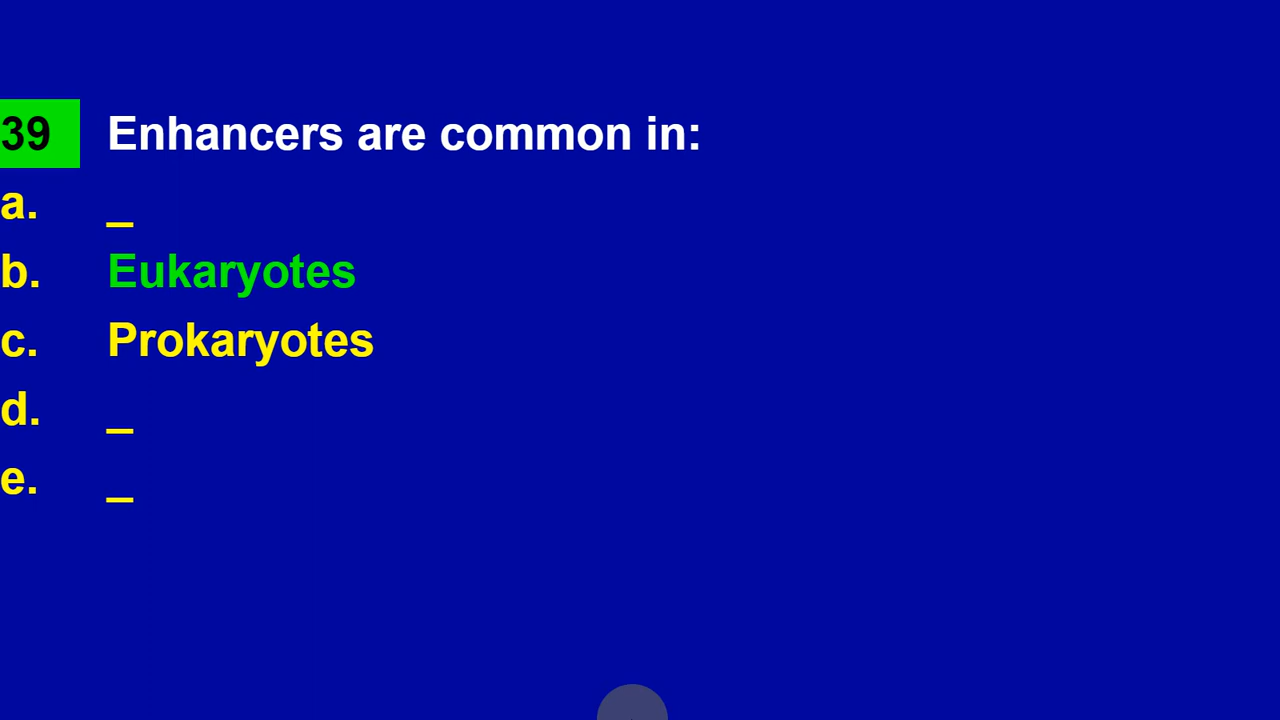 39 Enhancers are common in:
a. _
b. Eukaryotes
c. Prokaryotes
d. _
e. _